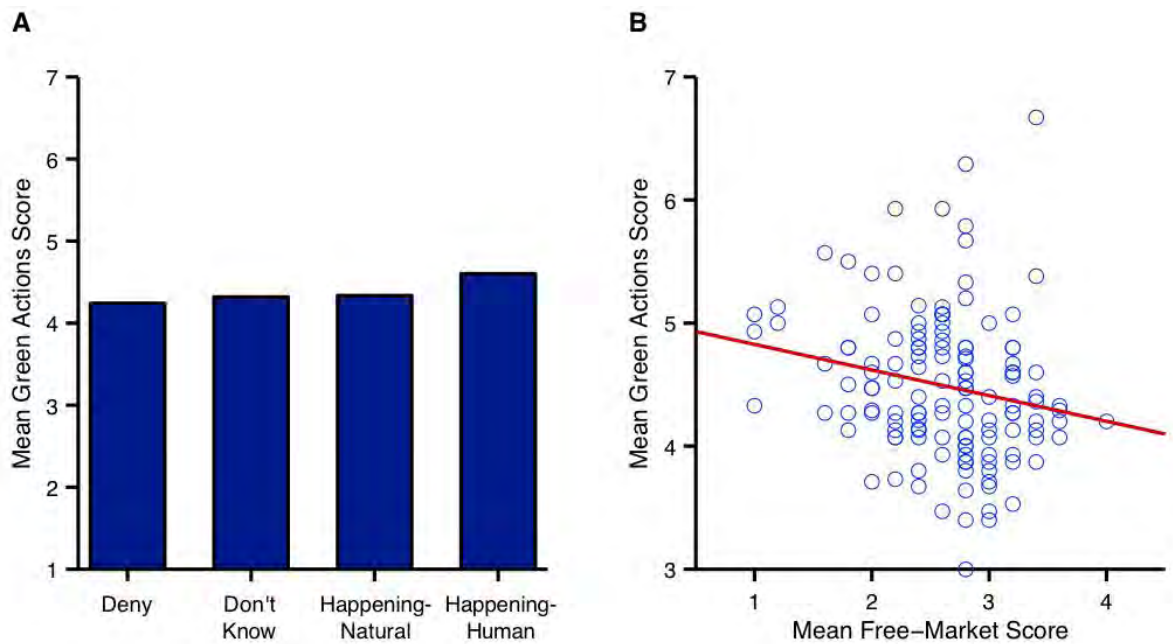 A
Mean Green Actions Score
7
6
5
4
3
2
1
Deny
Don't
Know
Happening-
Natural
Happening-
Human
B
Mean Green Actions Score
7
6
5
4
3
1 2 3 4
Mean Free−Market Score